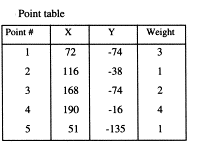 Point table
Point # X Y Weight
1 72 -74 3
2 116 -38 1
3 168 -74 2
4 190 -16 4
5 51 -135 1